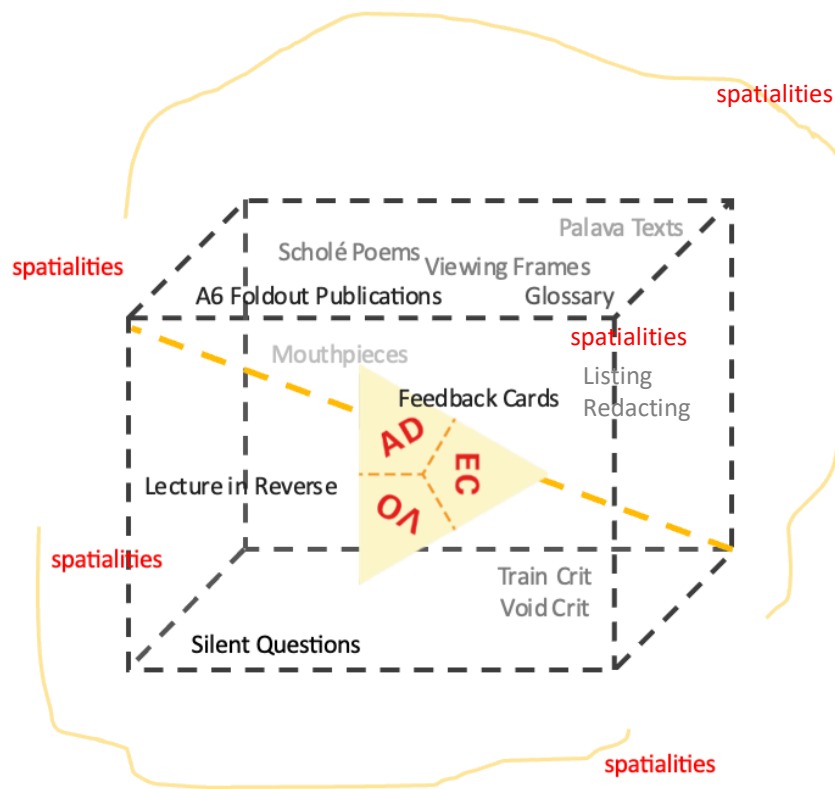 spatialities
Palava Texts
Scholé Poems
Viewing Frames
spatialities
A6 Foldout Publications
Glossary
spatialities
Mouthpieces
Listing
Redacting
Feedback Cards
AD
EC
VO
Lecture in Reverse
spatialities
Train Crit
Void Crit
Silent Questions
spatialities